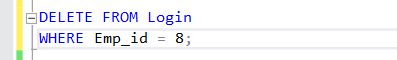 DELETE FROM Login
WHERE Emp_id = 8;